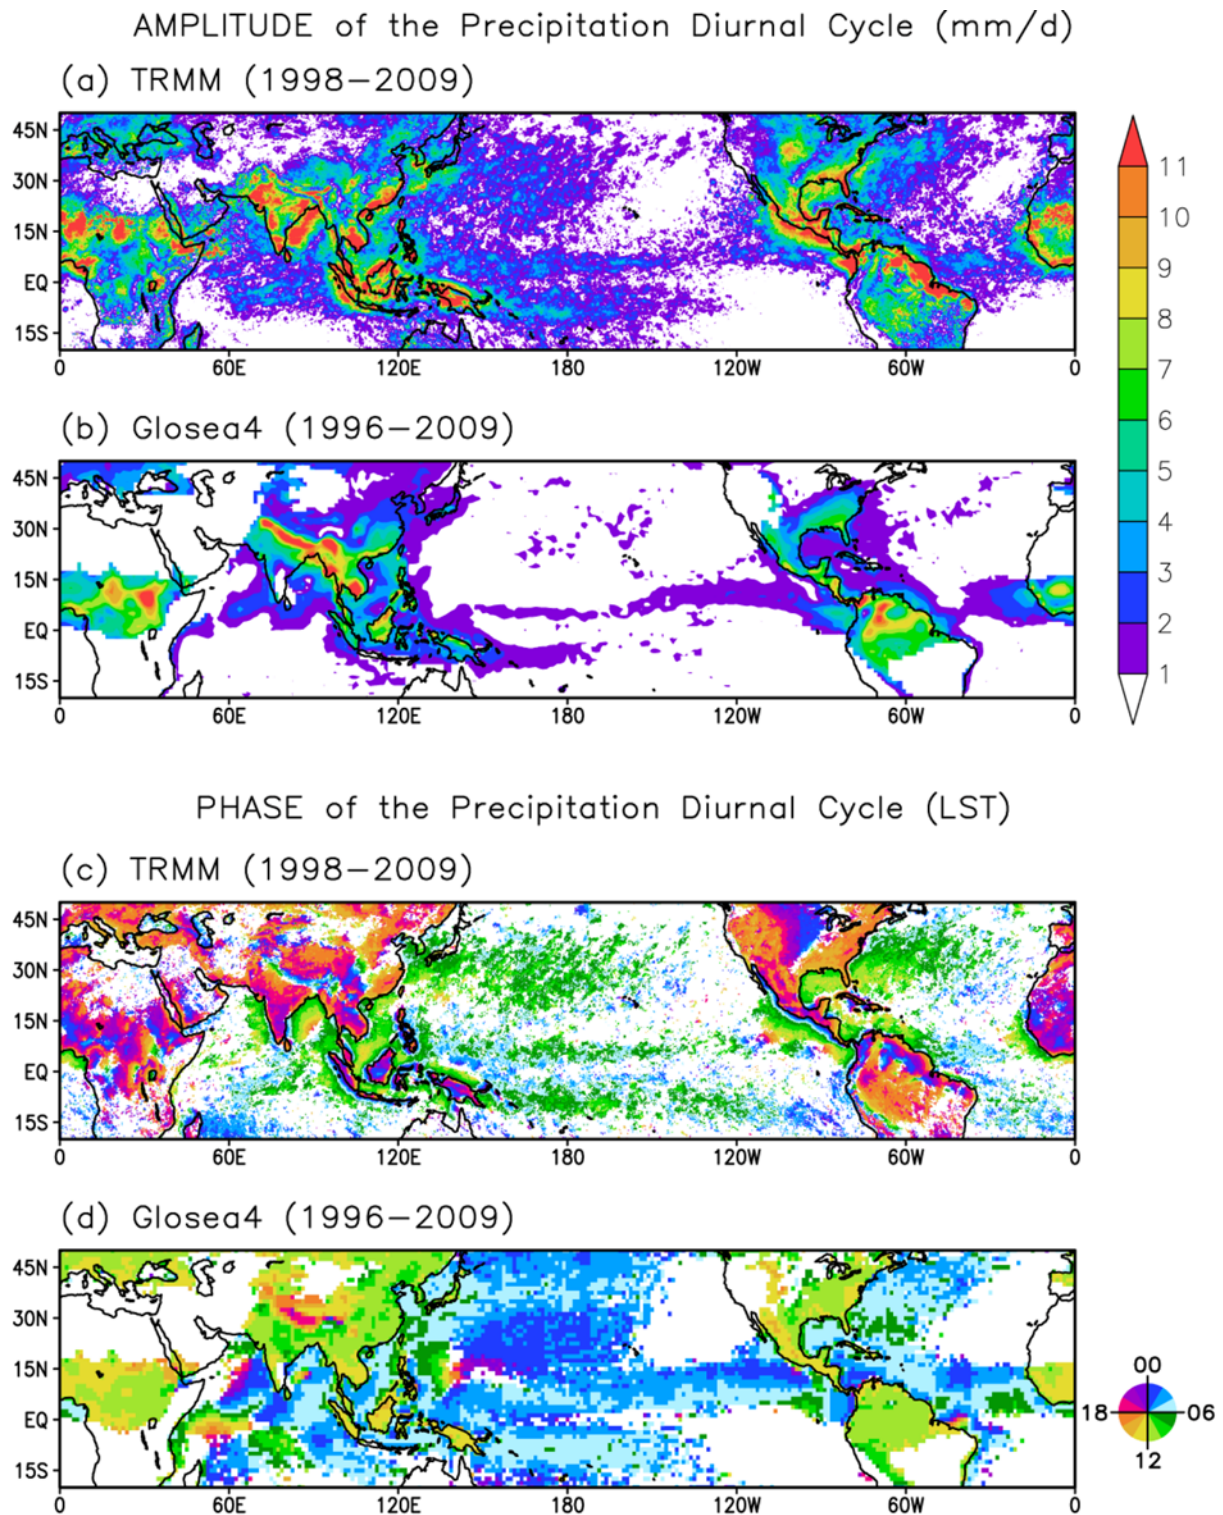 AMPLITUDE of the Precipitation Diurnal Cycle (mm/d)
(a) TRMM (1998−2009)
45N
30N
15N
EQ
15S
0 60E 120E 180 120W 60W 0
11
10
9
8
7
6
5
4
3
2
1
(b) Glosea4 (1996−2009)
45N
30N
15N
EQ
15S
0 60E 120E 180 120W 60W 0
PHASE of the Precipitation Diurnal Cycle (LST)
(c) TRMM (1998−2009)
45N
30N
15N
EQ
15S
0 60E 120E 180 120W 60W 0
(d) Glosea4 (1996−2009)
45N
30N
15N
EQ
15S
0 60E 120E 180 120W 60W 0
00
18 06
12